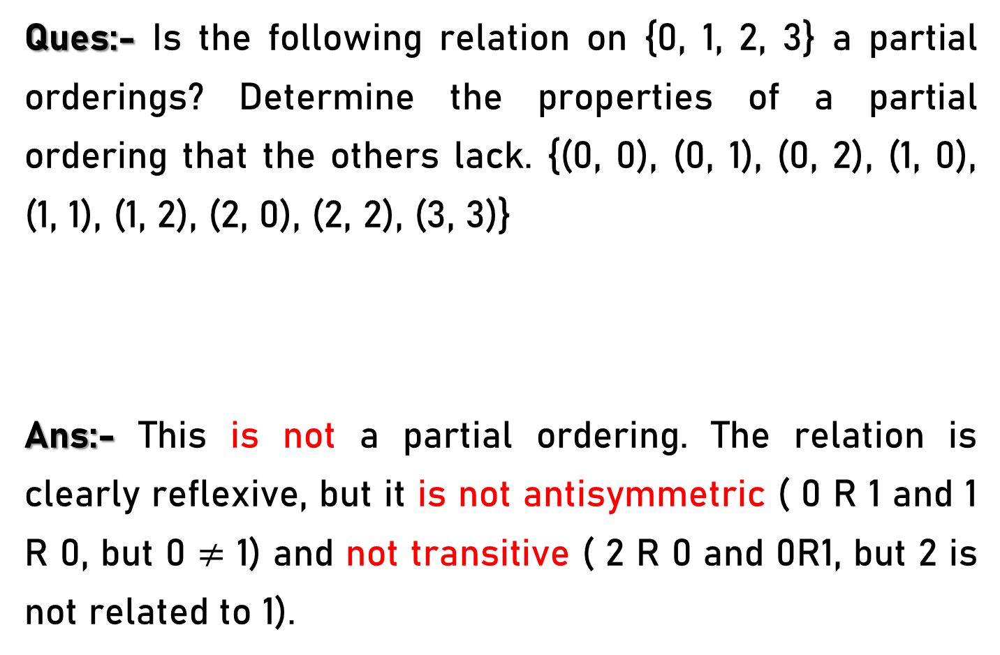 Ques:- Is the following relation on {0, 1, 2, 3} a partial
orderings? Determine the properties of a partial
ordering that the others lack. {(0, 0), (0, 1), (0, 2), (1, 0),
(1, 1), (1, 2), (2, 0), (2, 2), (3, 3)}
Ans:- This is not a partial ordering. The relation is
clearly reflexive, but it is not antisymmetric ( 0 R 1 and 1
R 0, but 0 ≠ 1) and not transitive ( 2 R 0 and 0R1, but 2 is
not related to 1).